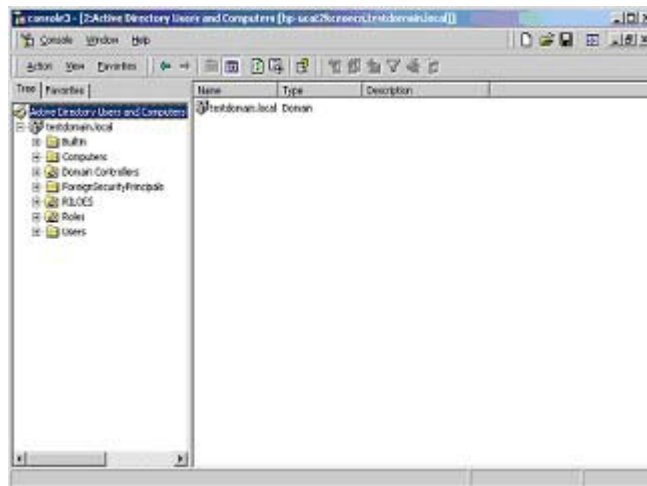 console3 - [2:Active Directory Users and Computers
Console Window Help
Action View Favorites
Tree Favorites
Name Type Description
Active Directory Users and Computers
testdomain.local Domain
testdomain.local
Builtin
Computers
Domain Controllers
ForeignSecurityPrincipals
RILOES
Roles
Users